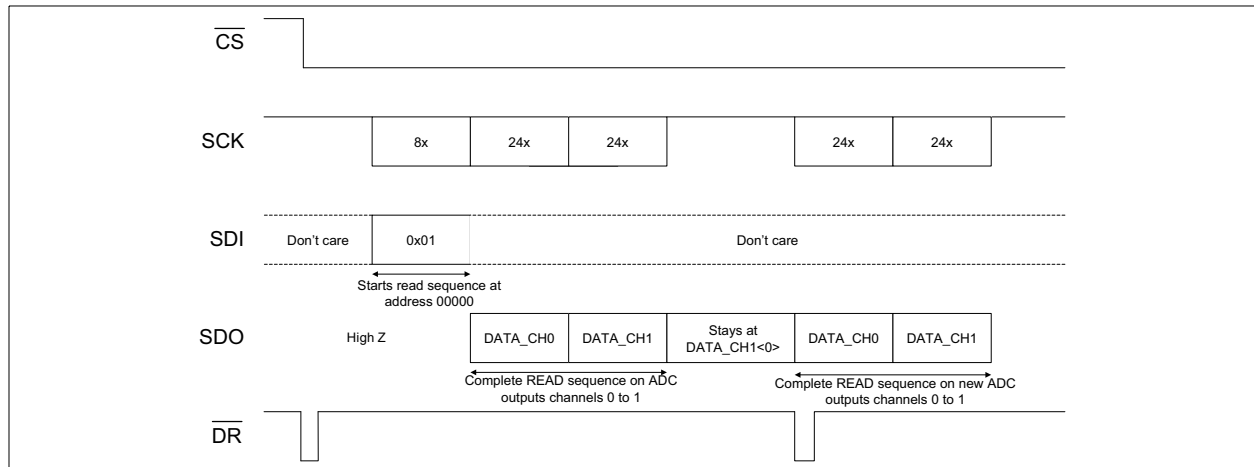 CS
SCK
8x
24x
24x
24x
24x
SDI
Don't care
0x01
Don't care
Starts read sequence at
address 00000
SDO
High Z
DATA_CH0
DATA_CH1
Stays at
DATA_CH1<0>
DATA_CH0
DATA_CH1
Complete READ sequence on ADC
outputs channels 0 to 1
Complete READ sequence on new ADC
outputs channels 0 to 1
DR